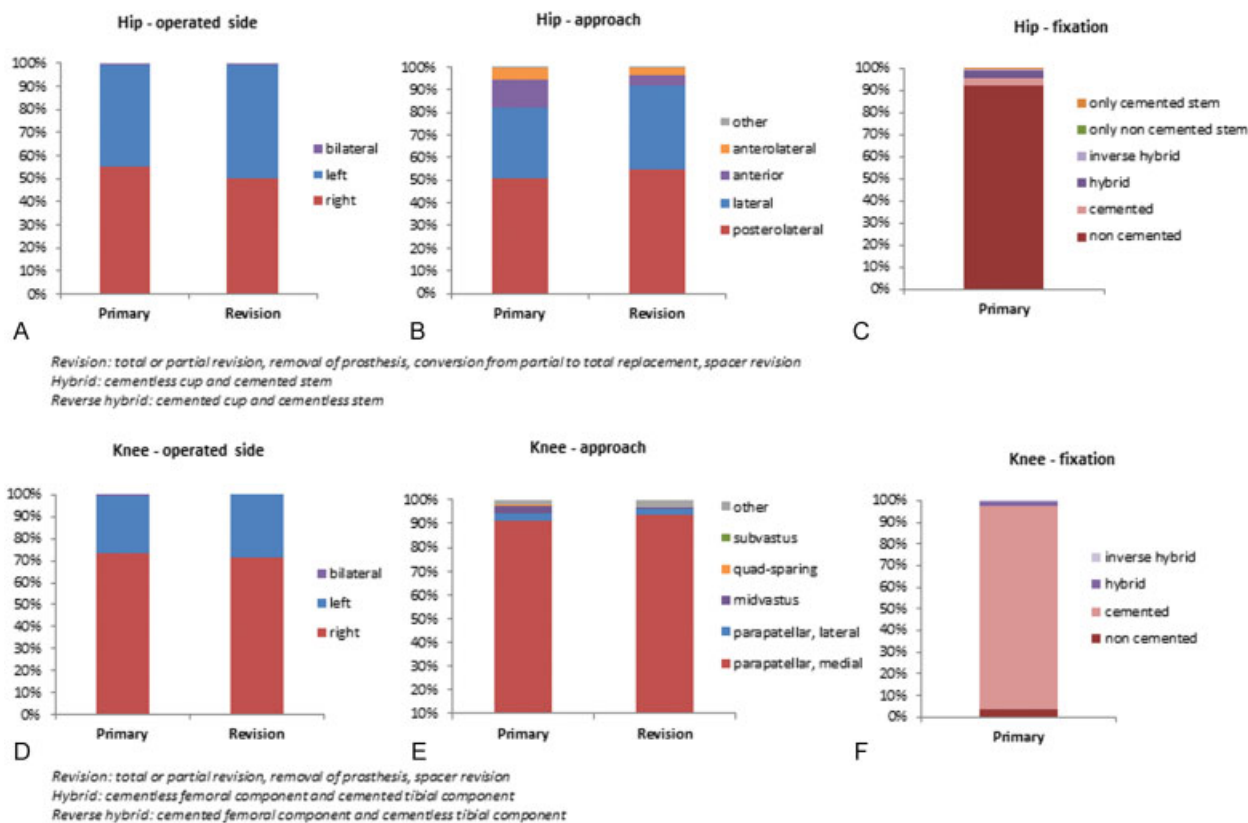 Hip - operated side
100%
90%
80%
70%
60%
50%
40%
30%
20%
10%
0%
Primary
Revision
bilateral
left
right
A
Hip - approach
100%
90%
80%
70%
60%
50%
40%
30%
20%
10%
0%
Primary
Revision
other
anterolateral
anterior
lateral
posterolateral
B
Hip - fixation
100%
90%
80%
70%
60%
50%
40%
30%
20%
10%
0%
Primary
only cemented stem
only non cemented stem
inverse hybrid
hybrid
cemented
non cemented
C
Revision: total or partial revision, removal of prosthesis, conversion from partial to total replacement, spacer revision
Hybrid: cementless cup and cemented stem
Reverse hybrid: cemented cup and cementless stem
Knee - operated side
100%
90%
80%
70%
60%
50%
40%
30%
20%
10%
0%
Primary
Revision
bilateral
left
right
D
Knee - approach
100%
90%
80%
70%
60%
50%
40%
30%
20%
10%
Primary
Revision
other
subvastus
quad-sparing
midvastus
parapatellar, lateral
parapatellar, medial
E
Knee - fixation
100%
90%
80%
70%
60%
50%
40%
30%
20%
10%
0%
Primary
inverse hybrid
hybrid
cemented
non cemented
F
Revision: total or partial revision, removal of prosthesis, spacer revision
Hybrid: cementless femoral component and cemented tibial component
Reverse hybrid: cemented femoral component and cementless tibial component